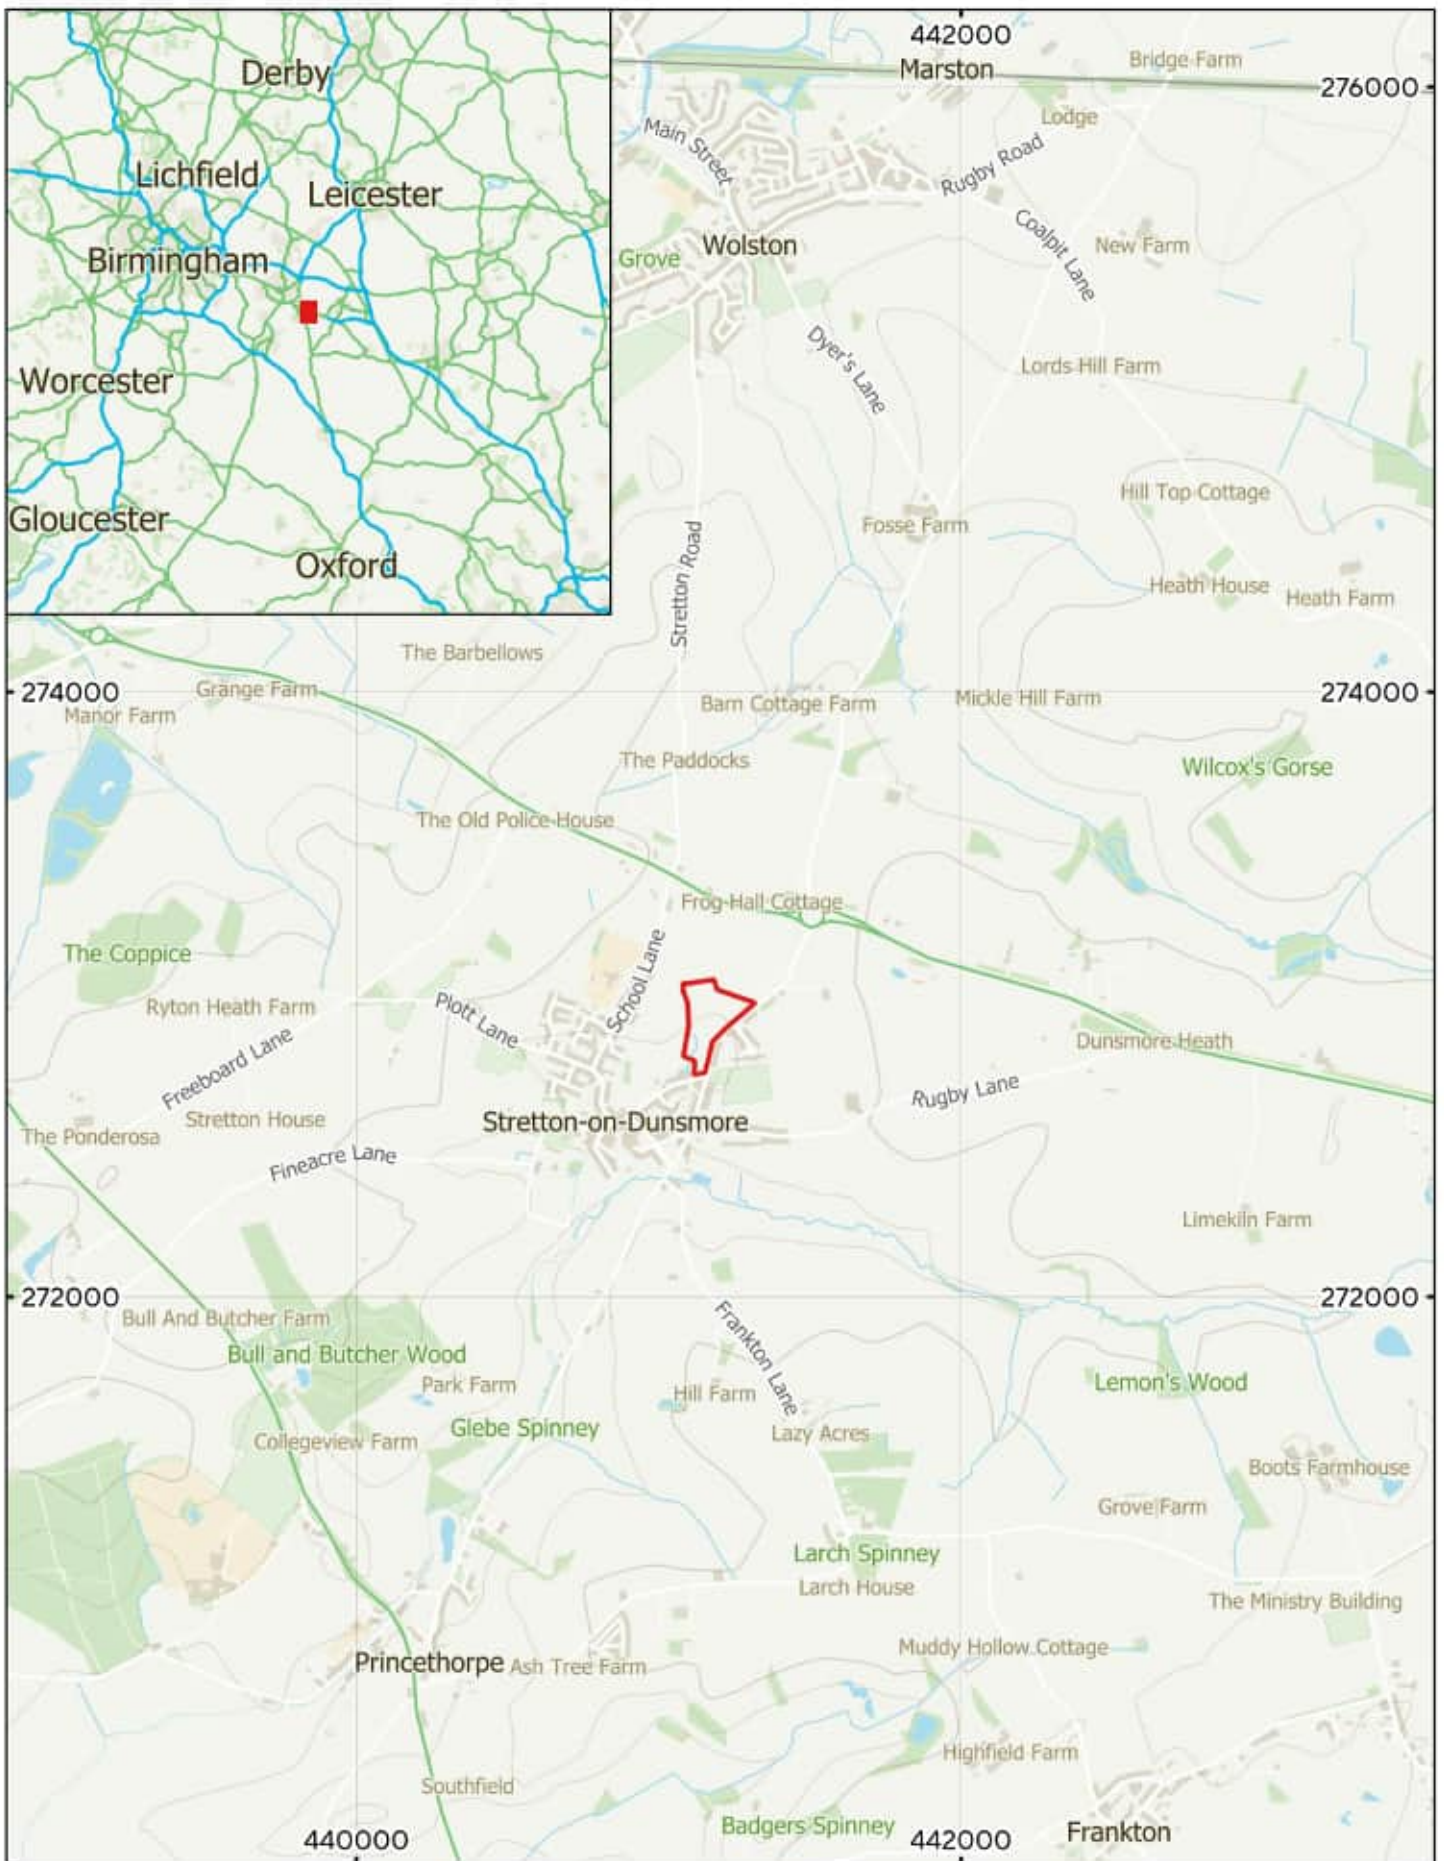 Derby
Lichfield
Leicester
Birmingham
Worcester
Gloucester
Oxford
442000
Marston
Bridge Farm
276000
Lodge
Main Street
Rugby Road
Coalpit Lane
New Farm
Wolston
Grove
Dyer's Lane
Lords Hill Farm
Hill Top Cottage
Fosse Farm
Stretton Road
Heath House
Heath Farm
The Barbellows
274000
Grange Farm
Manor Farm
Barn Cottage Farm
Mickle Hill Farm
274000
The Paddocks
Wilcox's Gorse
The Old Police House
Frog Hall Cottage
The Coppice
School Lane
Ryton Heath Farm
Plott Lane
Freeboard Lane
Dunsmore Heath
Rugby Lane
Stretton House
Stretton-on-Dunsmore
The Ponderosa
Fineacre Lane
Limekiln Farm
272000
272000
Bull And Butcher Farm
Bull and Butcher Wood
Frankton Lane
Park Farm
Hill Farm
Lemon's Wood
Glebe Spinney
Lazy Acres
Collegeview Farm
Boots Farmhouse
Grove Farm
Larch Spinney
Larch House
The Ministry Building
Muddy Hollow Cottage
Princethorpe
Ash Tree Farm
Highfield Farm
Southfield
Badgers Spinney
Frankton
440000
442000